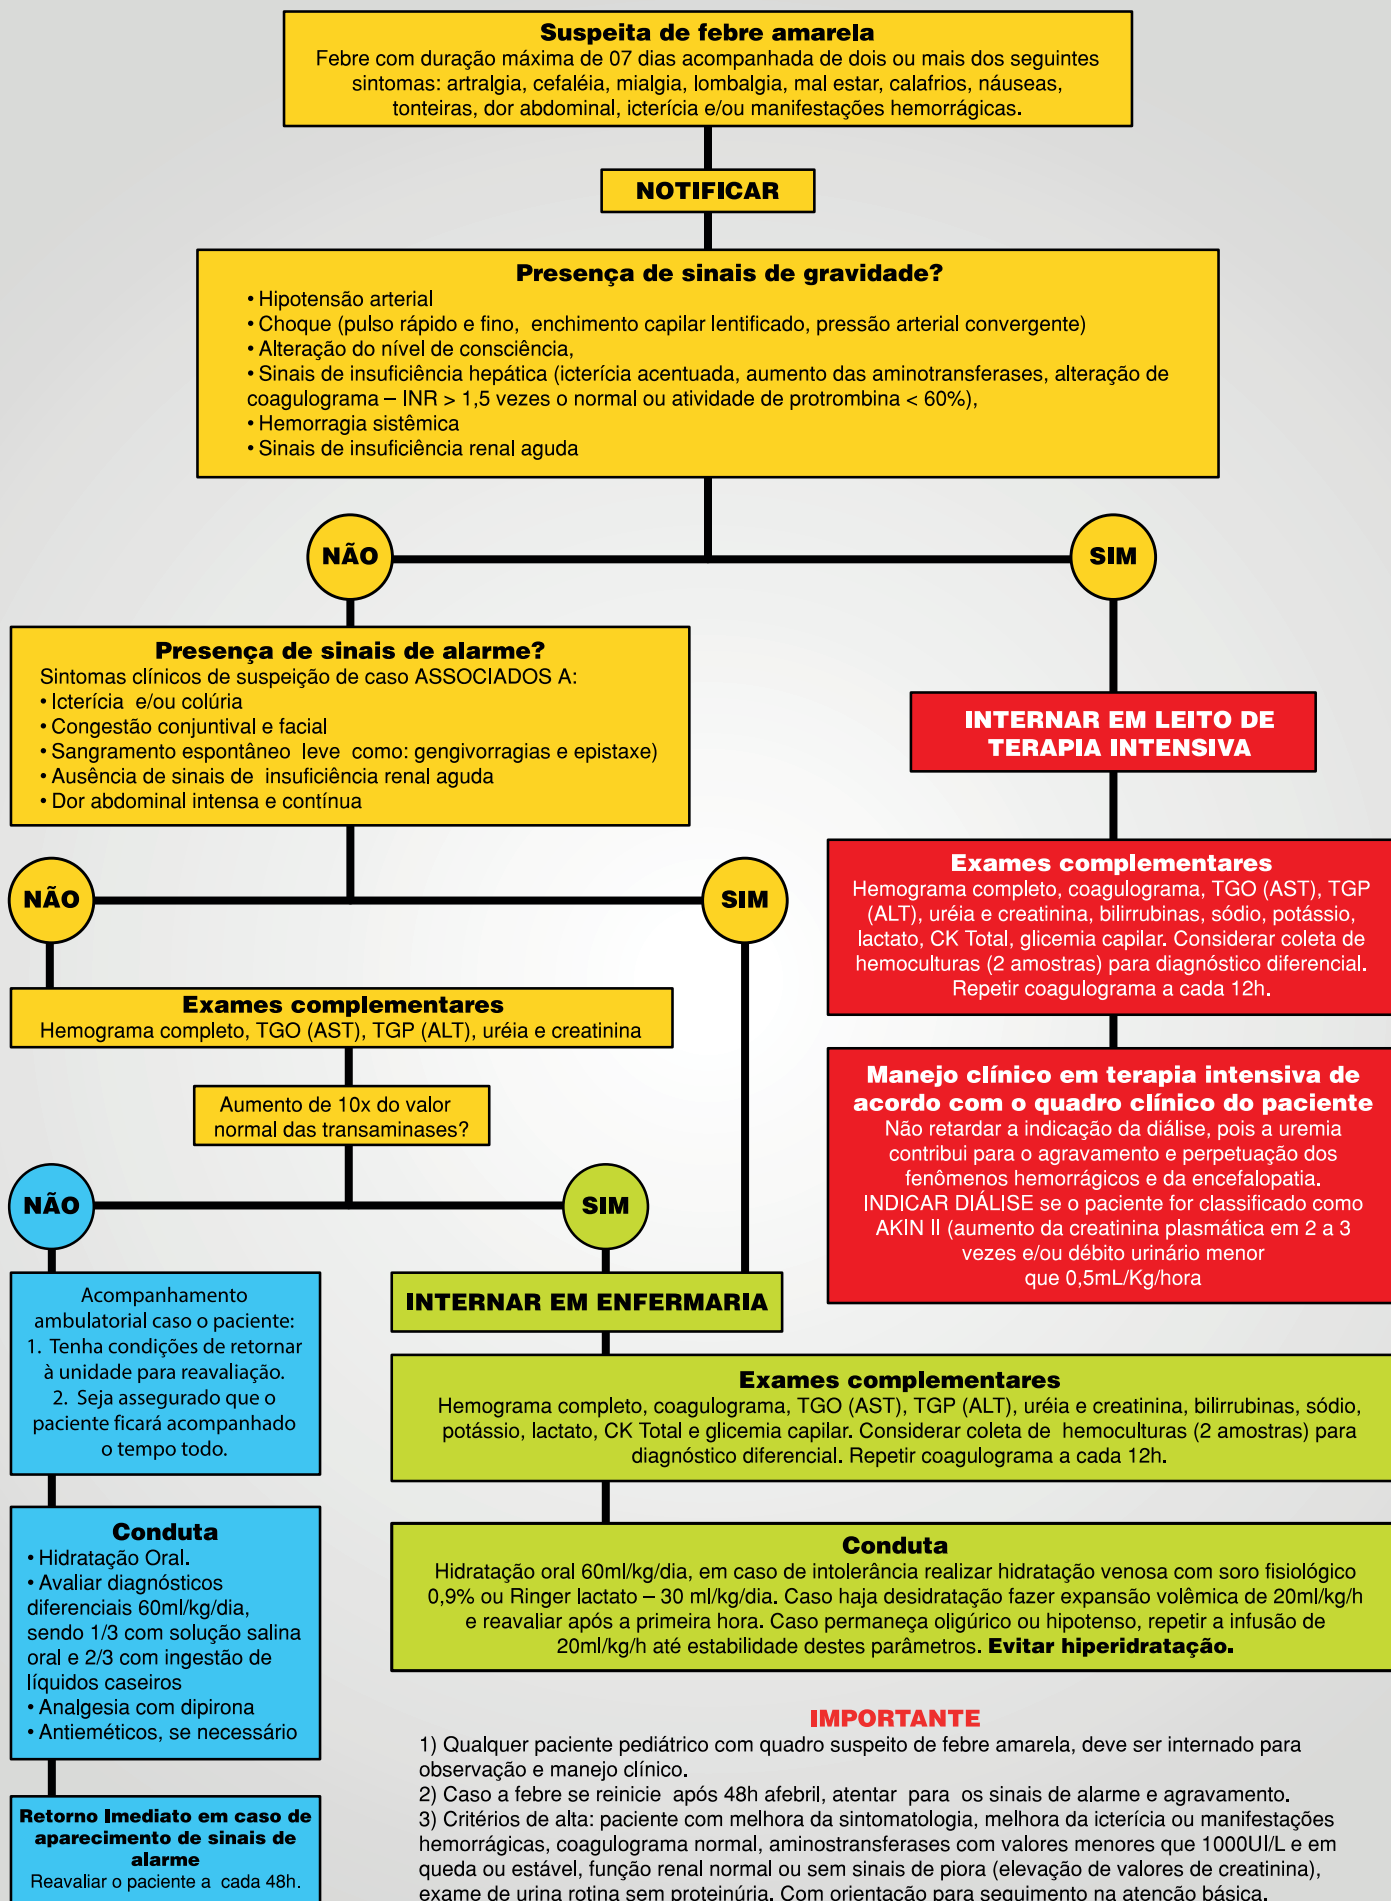 Suspeita de febre amarela
Febre com duração máxima de 07 dias acompanhada de dois ou mais dos seguintes
sintomas: artralgia, cefaléia, mialgia, lombalgia, mal estar, calafrios, náuseas,
tonteiras, dor abdominal, icterícia e/ou manifestações hemorrágicas.
NOTIFICAR
Presença de sinais de gravidade?
• Hipotensão arterial
• Choque (pulso rápido e fino, enchimento capilar lentificado, pressão arterial convergente)
• Alteração do nível de consciência,
• Sinais de insuficiência hepática (icterícia acentuada, aumento das aminotransferases, alteração de
coagulograma – INR > 1,5 vezes o normal ou atividade de protrombina < 60%),
• Hemorragia sistêmica
• Sinais de insuficiência renal aguda
NÃO
SIM
Presença de sinais de alarme?
Sintomas clínicos de suspeição de caso ASSOCIADOS A:
• Icterícia e/ou colúria
• Congestão conjuntival e facial
• Sangramento espontâneo leve como: gengivorragias e epistaxe)
• Ausência de sinais de insuficiência renal aguda
• Dor abdominal intensa e contínua
INTERNAR EM LEITO DE
TERAPIA INTENSIVA
NÃO
SIM
Exames complementares
Hemograma completo, coagulograma, TGO (AST), TGP
(ALT), uréia e creatinina, bilirrubinas, sódio, potássio,
lactato, CK Total, glicemia capilar. Considerar coleta de
hemoculturas (2 amostras) para diagnóstico diferencial.
Repetir coagulograma a cada 12h.
Exames complementares
Hemograma completo, TGO (AST), TGP (ALT), uréia e creatinina
Aumento de 10x do valor
normal das transaminases?
Manejo clínico em terapia intensiva de
acordo com o quadro clínico do paciente
Não retardar a indicação da diálise, pois a uremia
contribui para o agravamento e perpetuação dos
fenômenos hemorrágicos e da encefalopatia.
INDICAR DIÁLISE se o paciente for classificado como
AKIN II (aumento da creatinina plasmática em 2 a 3
vezes e/ou débito urinário menor
que 0,5mL/Kg/hora
NÃO
SIM
Acompanhamento
ambulatorial caso o paciente:
1. Tenha condições de retornar
à unidade para reavaliação.
2. Seja assegurado que o
paciente ficará acompanhado
o tempo todo.
INTERNAR EM ENFERMARIA
Exames complementares
Hemograma completo, coagulograma, TGO (AST), TGP (ALT), uréia e creatinina, bilirrubinas, sódio,
potássio, lactato, CK Total e glicemia capilar. Considerar coleta de hemoculturas (2 amostras) para
diagnóstico diferencial. Repetir coagulograma a cada 12h.
Conduta
• Hidratação Oral.
• Avaliar diagnósticos
diferenciais 60ml/kg/dia,
sendo 1/3 com solução salina
oral e 2/3 com ingestão de
líquidos caseiros
• Analgesia com dipirona
• Antieméticos, se necessário
Conduta
Hidratação oral 60ml/kg/dia, em caso de intolerância realizar hidratação venosa com soro fisiológico
0,9% ou Ringer lactato – 30 ml/kg/dia. Caso haja desidratação fazer expansão volêmica de 20ml/kg/h
e reavaliar após a primeira hora. Caso permaneça oligúrico ou hipotenso, repetir a infusão de
20ml/kg/h até estabilidade destes parâmetros. Evitar hiperidratação.
Retorno Imediato em caso de
aparecimento de sinais de
alarme
Reavaliar o paciente a cada 48h.
IMPORTANTE
1) Qualquer paciente pediátrico com quadro suspeito de febre amarela, deve ser internado para
observação e manejo clínico.
2) Caso a febre se reinicie após 48h afebril, atentar para os sinais de alarme e agravamento.
3) Critérios de alta: paciente com melhora da sintomatologia, melhora da icterícia ou manifestações
hemorrágicas, coagulograma normal, aminostransferases com valores menores que 1000UI/L e em
queda ou estável, função renal normal ou sem sinais de piora (elevação de valores de creatinina),
exame de urina rotina sem proteinúria. Com orientação para seguimento na atenção básica.